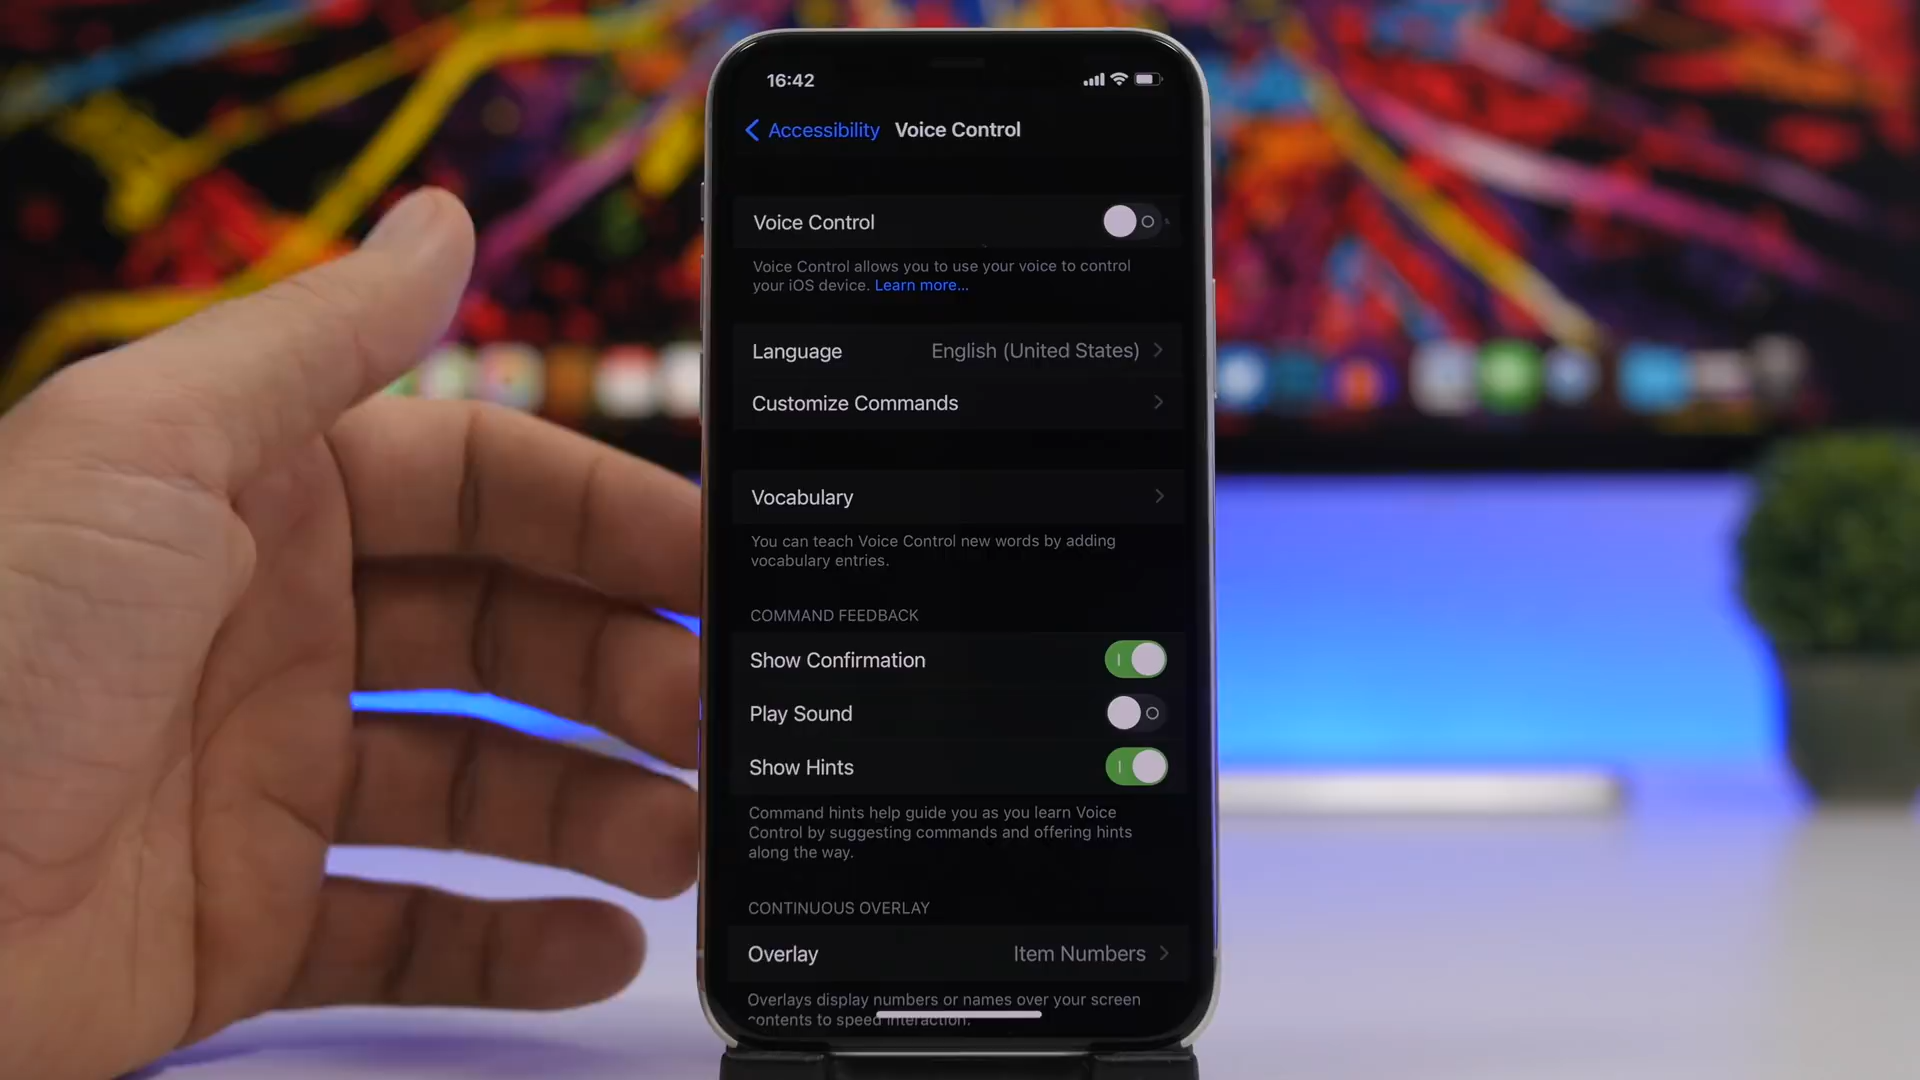 16:42
Accessibility Voice Control
Voice Control
Voice Control allows you to use your voice to control
your iOS device. Learn more...
Language English (United States)
Customize Commands
Vocabulary
You can teach Voice Control new words by adding
vocabulary entries.
COMMAND FEEDBACK
Show Confirmation
Play Sound
Show Hints
Command hints help guide you as you learn Voice
Control by suggesting commands and offering hints
along the way.
CONTINUOUS OVERLAY
Overlay Item Numbers
Overlays display numbers or names over your screen
contents to speed interaction.